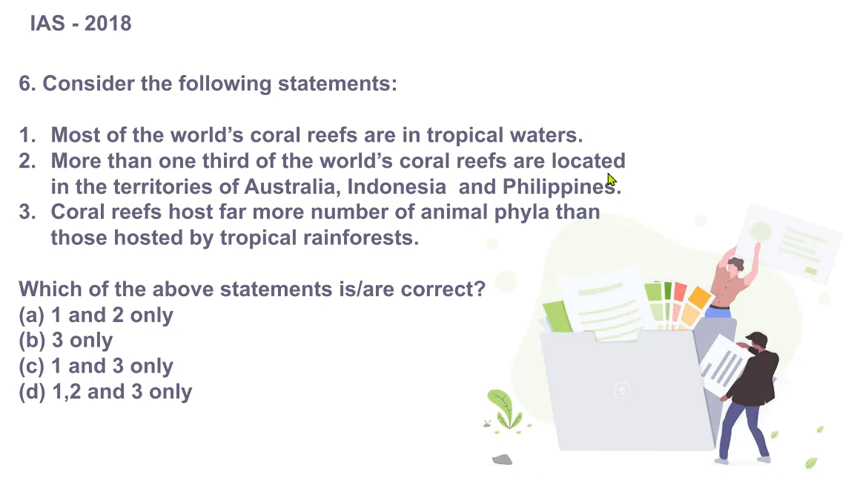 IAS - 2018
6. Consider the following statements:
1. Most of the world's coral reefs are in tropical waters.
2. More than one third of the world's coral reefs are located
in the territories of Australia, Indonesia and Philippines.
3. Coral reefs host far more number of animal phyla than
those hosted by tropical rainforests.
Which of the above statements is/are correct?
(a) 1 and 2 only
(b) 3 only
(c) 1 and 3 only
(d) 1,2 and 3 only